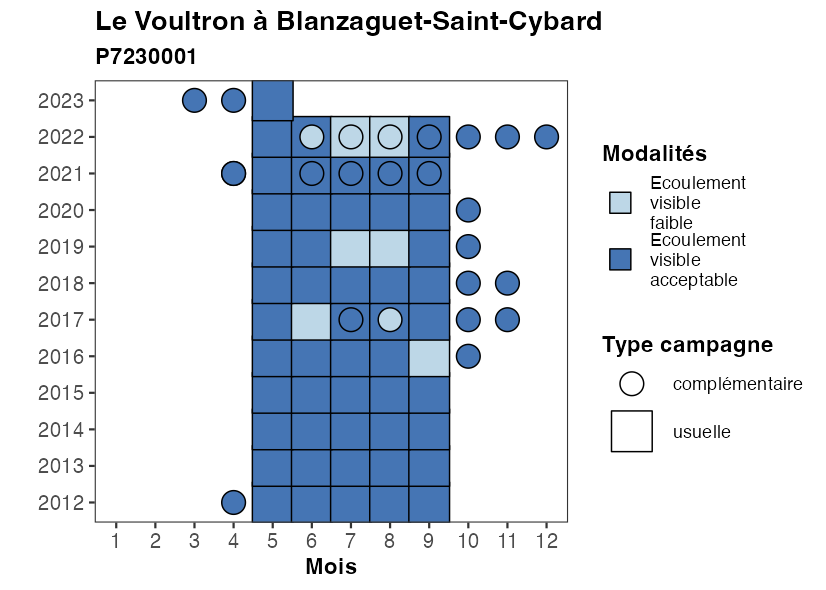 Le Voultron à Blanzaguet-Saint-Cybard
P7230001
2023
2022
2021
2020
2019
2018
2017
2016
2015
2014
2013
2012
1 2 3 4 5 6 7 8 9 10 11 12
Mois
Modalités
Ecoulement
visible
faible
Ecoulement
visible
acceptable
Type campagne
complémentaire
usuelle